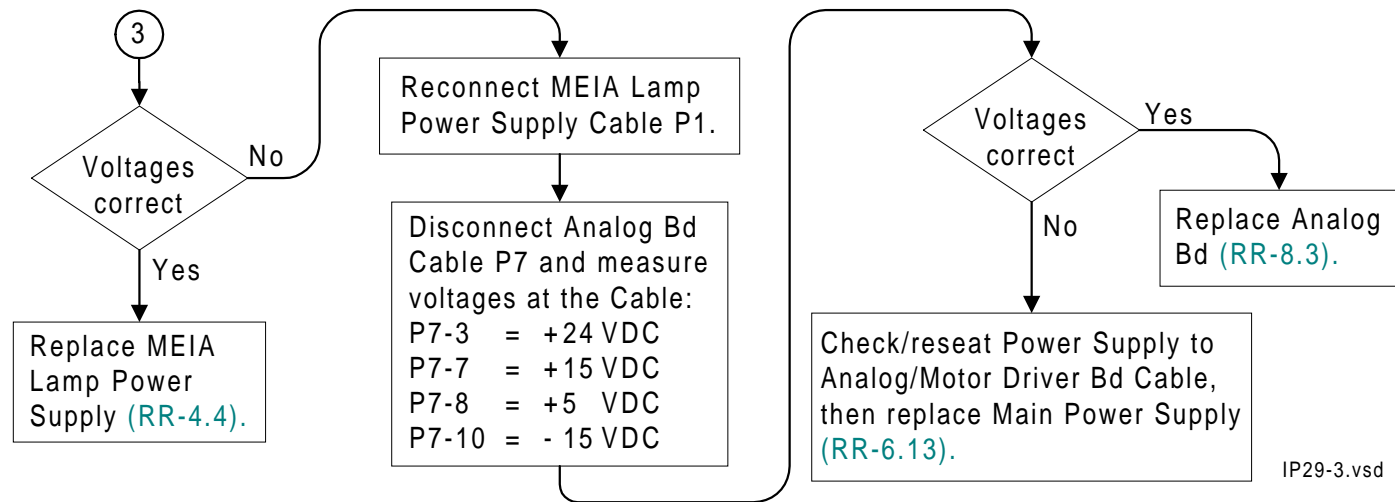 3
Voltages
correct
No
Yes
Replace MEIA
Lamp Power
Supply (RR-4.4).
Reconnect MEIA Lamp
Power Supply Cable P1.
Disconnect Analog Bd
Cable P7 and measure
voltages at the Cable:
P7-3 = +24 VDC
P7-7 = +15 VDC
P7-8 = +5 VDC
P7-10 = - 15 VDC
Voltages
correct
Yes
No
Replace Analog
Bd (RR-8.3).
Check/reseat Power Supply to
Analog/Motor Driver Bd Cable,
then replace Main Power Supply
(RR-6.13).
IP29-3.vsd